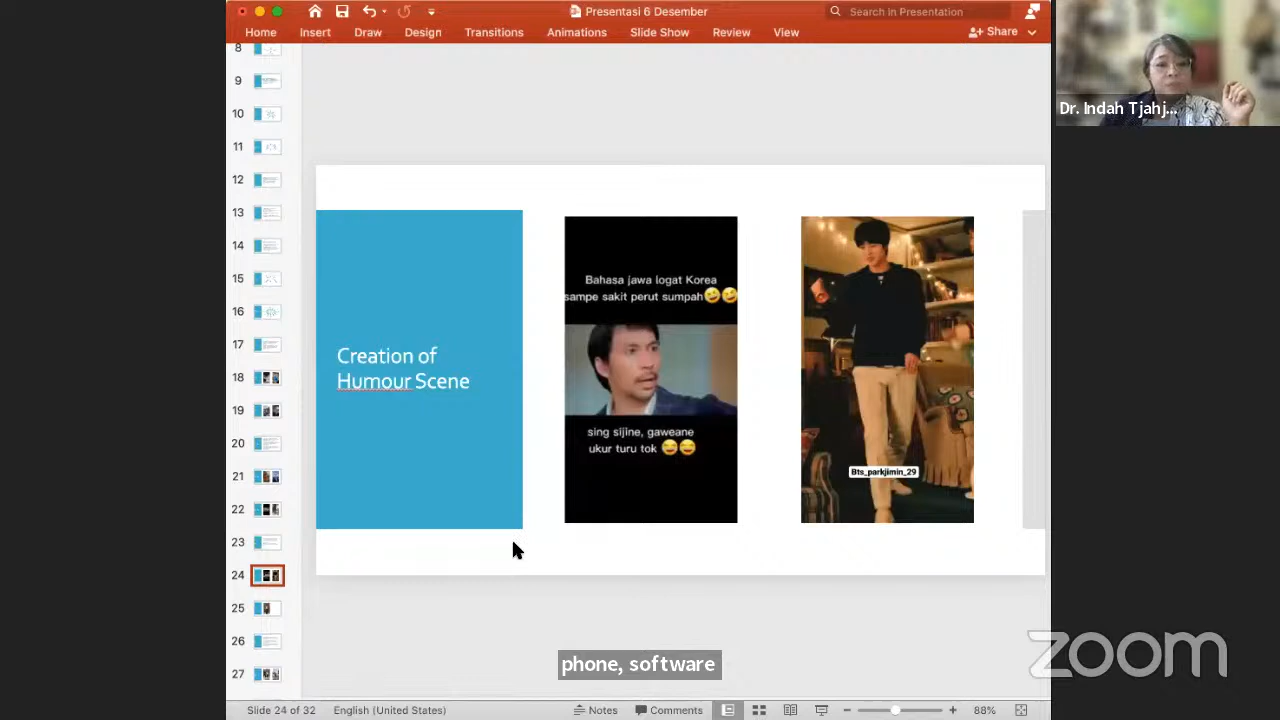 Presentasi 6 Desember
Search in Presentation
Home
Insert
Draw
Design
Transitions
Animations
Slide Show
Review
View
Share
8
9
10
11
12
13
14
15
16
17
18
19
20
21
22
23
24
25
26
27
Creation of
Humour Scene
Bahasa jawa logat Korea
sampe sakit perut sumpah🤣🤣
sing sijine, gaweane
ukur turu tok 😄😄
Bts_parkjimin_29
Dr. Indah Tjahj...
phone, software
zoom
Slide 24 of 32
English (United States)
Notes
Comments
88%